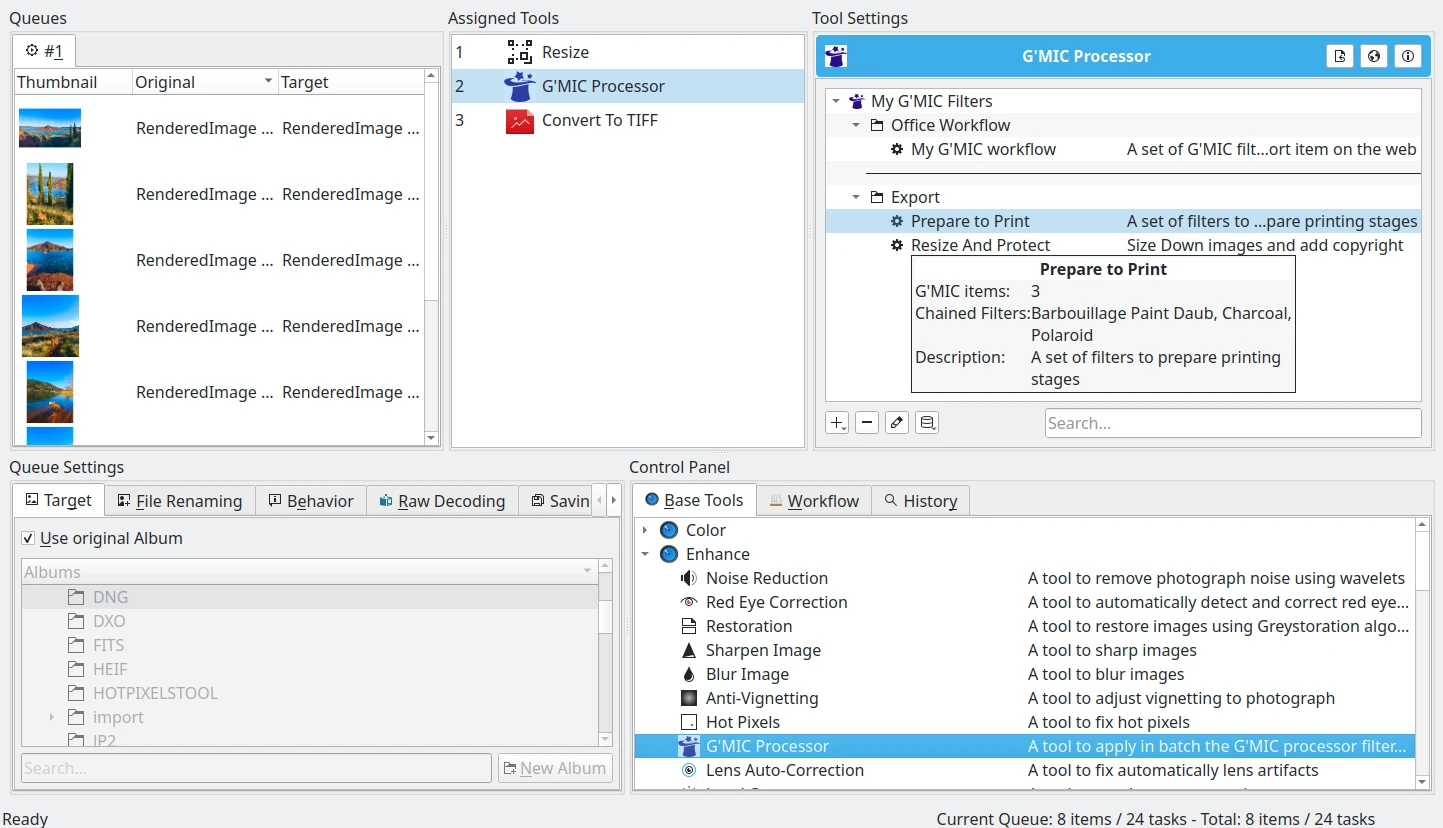 Queues
#1
Thumbnail Original Target
RenderedImage ... RenderedImage ...
RenderedImage ... RenderedImage ...
RenderedImage ... RenderedImage ...
RenderedImage ... RenderedImage ...
RenderedImage ... RenderedImage ...
Assigned Tools
1 Resize
2 G'MIC Processor
3 Convert To TIFF
Tool Settings
G'MIC Processor
My G'MIC Filters
Office Workflow
My G'MIC workflow A set of G'MIC filt...ort item on the web
Export
Prepare to Print A set of filters to ...pare printing stages
Resize And Protect Size Down images and add copyright
Prepare to Print
G'MIC items: 3
Chained Filters:Barbouillage Paint Daub, Charcoal,
Polaroid
Description: A set of filters to prepare printing
stages
Search...
Queue Settings
Target File Renaming Behavior Raw Decoding Savin
Use original Album
Albums
DNG
DXO
FITS
HEIF
HOTPIXELSTOOL
import
JP2
Search... New Album
Control Panel
Base Tools Workflow History
Color
Enhance
Noise Reduction A tool to remove photograph noise using wavelets
Red Eye Correction A tool to automatically detect and correct red eye...
Restoration A tool to restore images using Greystoration algo...
Sharpen Image A tool to sharp images
Blur Image A tool to blur images
Anti-Vignetting A tool to adjust vignetting to photograph
Hot Pixels A tool to fix hot pixels
G'MIC Processor A tool to apply in batch the G'MIC processor filter...
Lens Auto-Correction A tool to fix automatically lens artifacts
Ready Current Queue: 8 items / 24 tasks - Total: 8 items / 24 tasks